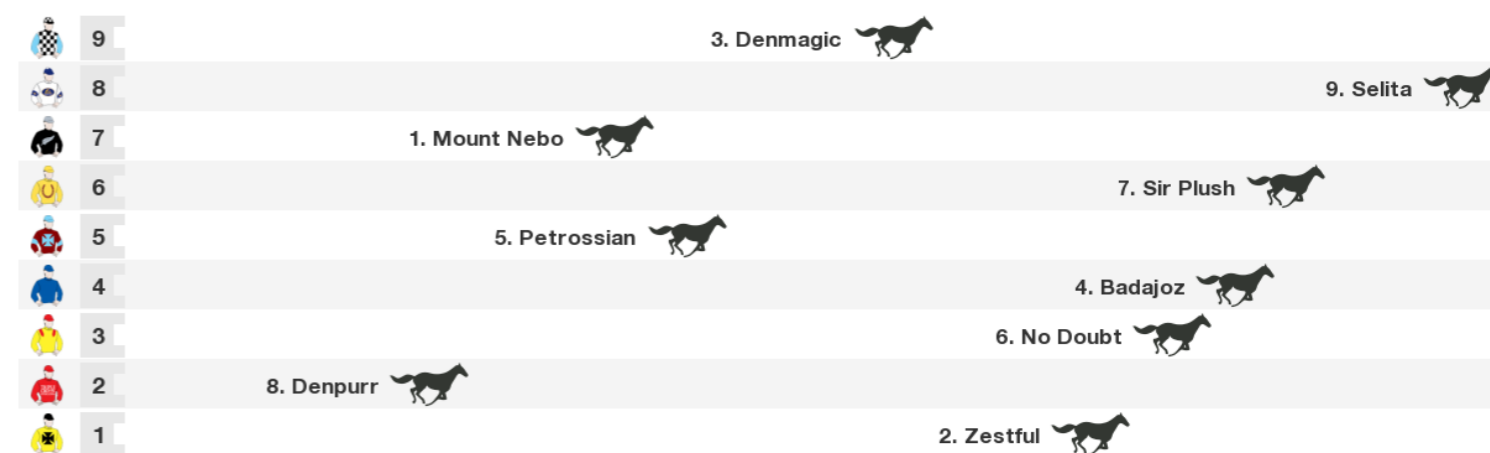 9 3. Denmagic
8 9. Selita
7 1. Mount Nebo
6 7. Sir Plush
5 5. Petrossian
4 4. Badajoz
3 6. No Doubt
2 8. Denpurr
1 2. Zestful